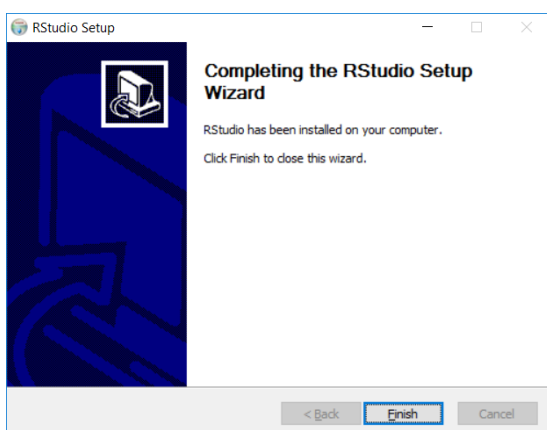 RStudio Setup
Completing the RStudio Setup
Wizard
RStudio has been installed on your computer.
Click Finish to close this wizard.
< Back
Finish
Cancel